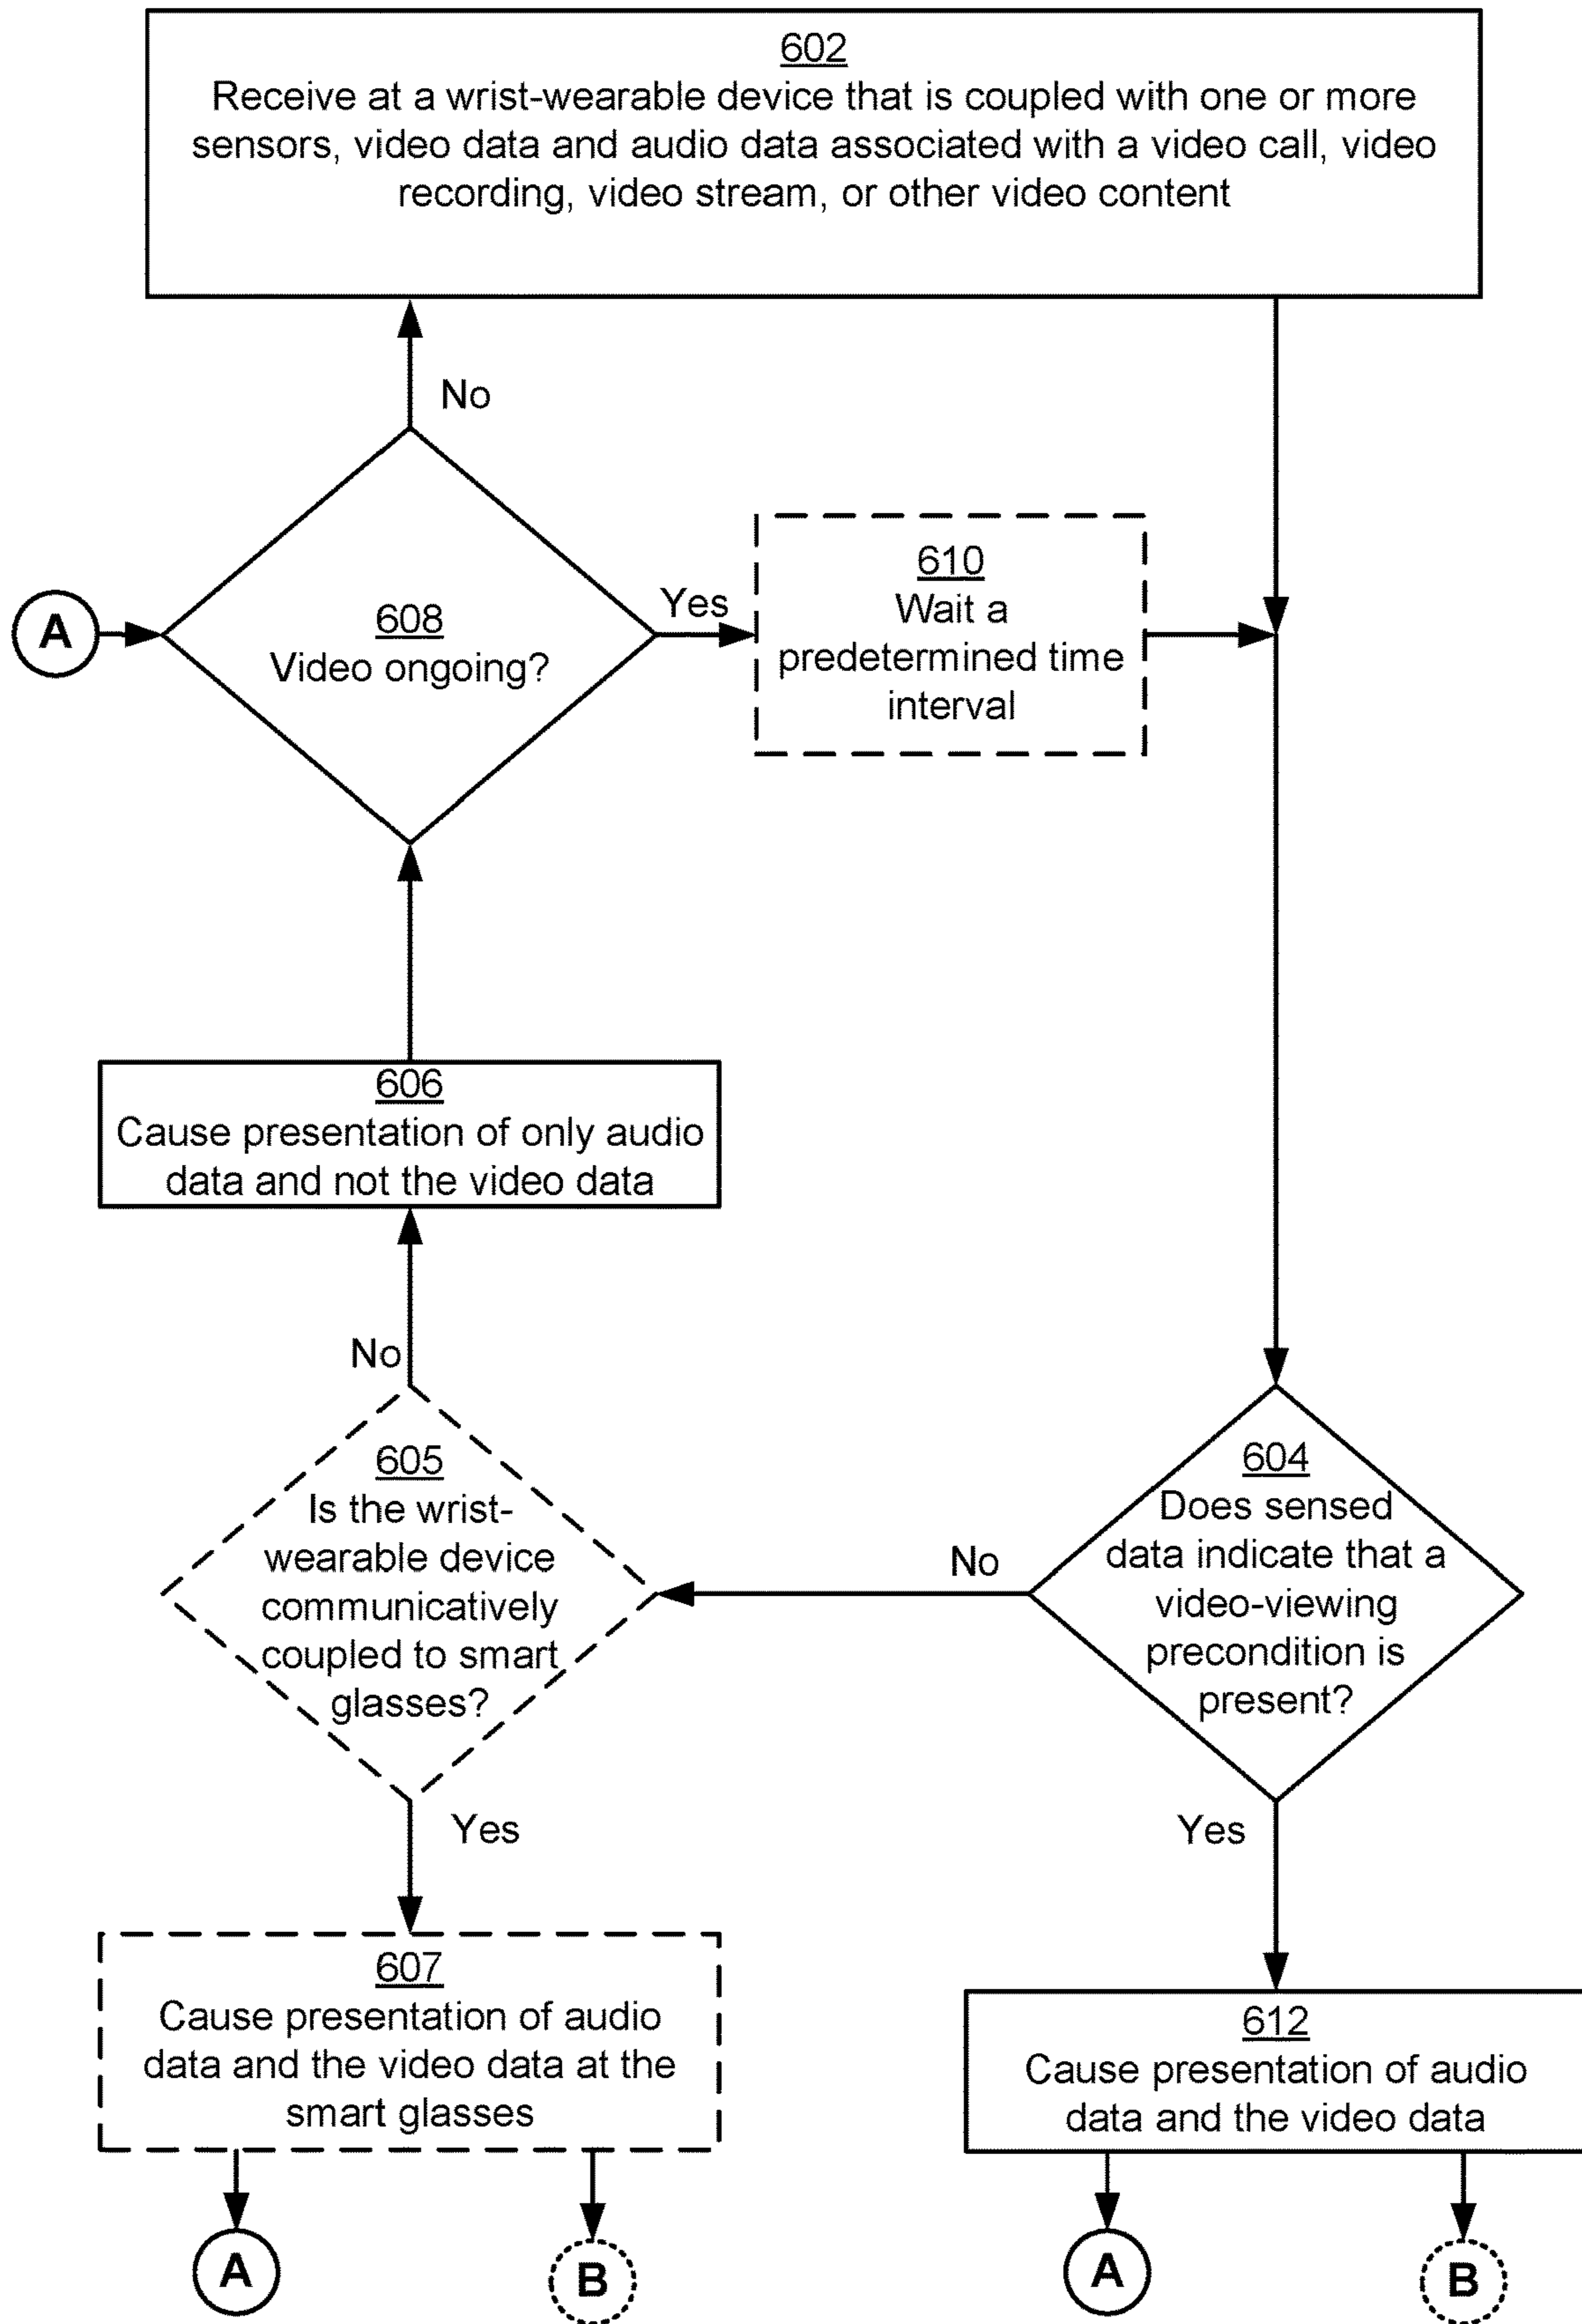 602
Receive at a wrist-wearable device that is coupled with one or more
sensors, video data and audio data associated with a video call, video
recording, video stream, or other video content
No
A
608
Video ongoing?
Yes
610
Wait a
predetermined time
interval
606
Cause presentation of only audio
data and not the video data
No
605
Is the wrist-
wearable device
communicatively
coupled to smart
glasses?
No
604
Does sensed
data indicate that a
video-viewing
precondition is
present?
Yes
Yes
607
Cause presentation of audio
data and the video data at the
smart glasses
612
Cause presentation of audio
data and the video data
A
B
A
B